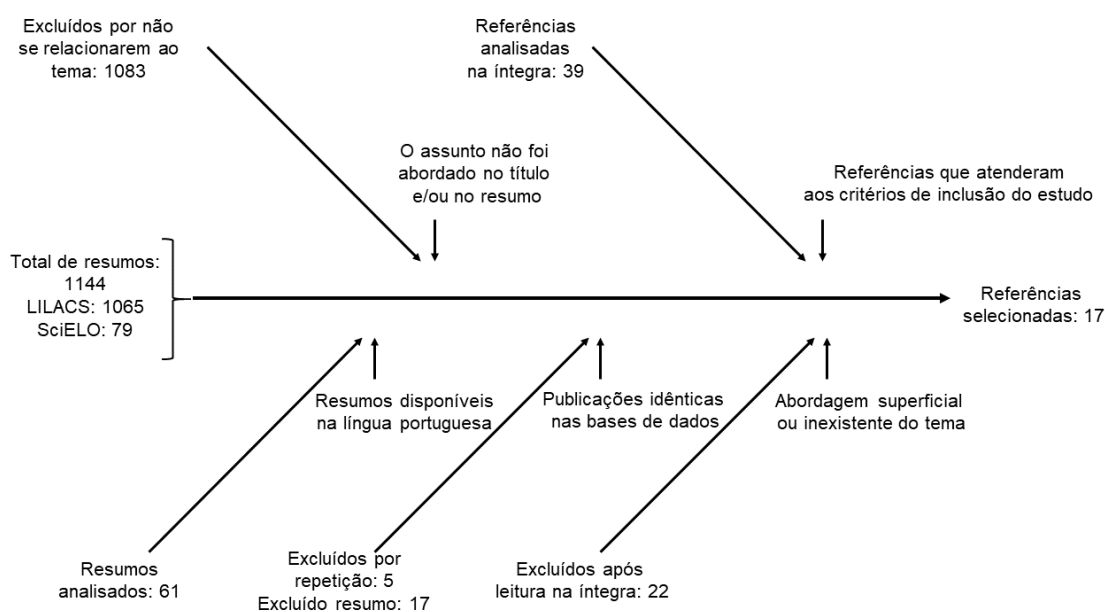 Excluídos por não
se relacionarem ao
tema: 1083
Referências
analisadas
na íntegra: 39
O assunto não foi
abordado no título
e/ou no resumo
Referências que atenderam
aos critérios de inclusão do estudo
Total de resumos:
1144
LILACS: 1065
SciELO: 79
Referências
selecionadas: 17
Resumos disponíveis
na língua portuguesa
Publicações idênticas
nas bases de dados
Abordagem superficial
ou inexistente do tema
Resumos
analisados: 61
Excluídos por
repetição: 5
Excluído resumo: 17
Excluídos após
leitura na íntegra: 22